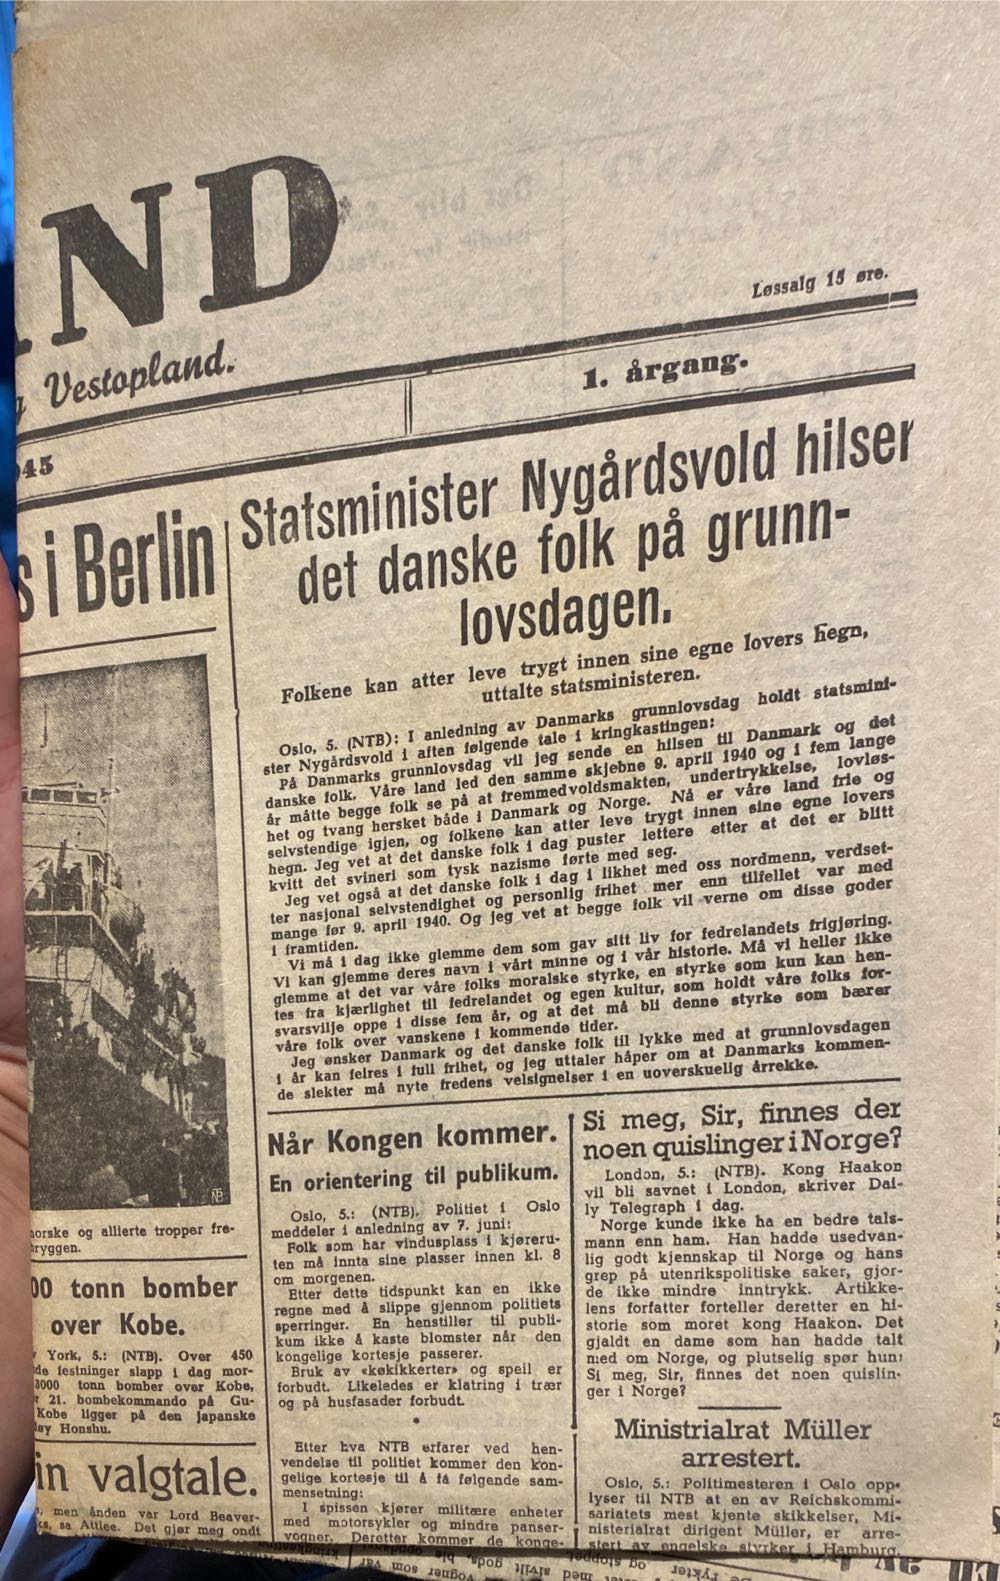 ND
Vestopland.
Løssalg 15 øre.
1. årgang.
45
s i Berlin
Statsminister Nygårdsvold hilser
det danske folk på grunn-
lovsdagen.
Folkene kan atter leve trygt innen sine egne lovers hegn,
uttalte statsministeren.
Oslo, 5. (NTB): I anledning av Danmarks grunnlovsdag holdt statsmini-
ster Nygårdsvold i aften følgende tale i kringkastingen:
På Danmarks grunnlovsdag vil jeg sende en hilsen til Danmark og det
danske folk. Våre land led den samme skjebne 9. april 1940 og i fem lange
år måtte begge folk se på at fremmedvoldsmakten, undertrykkelse, lovløs-
het og tvang hersket både i Danmark og Norge. Nå er våre land frie og
selvstendige igjen, og folkene kan atter leve trygt innen sine egne lovers
hegn. Jeg vet at det danske folk i dag puster lettere etter at det er blitt
kvitt det svineri som tysk nazisme førte med seg.
Jeg vet også at det danske folk i dag i likhet med oss nordmenn, verdset-
ter nasjonal selvstendighet og personlig frihet mer enn tilfellet var med
mange før 9. april 1940. Og jeg vet at begge folk vil verne om disse goder
i framtiden.
Vi må i dag ikke glemme dem som gav sitt liv for fedrelandets frigjøring.
Vi kan gjemme deres navn i vårt minne og i vår historie. Må vi heller ikke
glemme at det var våre folks moralske styrke, en styrke som kun kan hen-
tes fra kjærlighet til fedrelandet og egen kultur, som holdt våre folks for-
svarsvilje oppe i disse fem år, og at det må bli denne styrke som bærer
våre folk over vanskene i kommende tider.
Jeg ønsker Danmark og det danske folk til lykke med at grunnlovsdagen
i år kan feires i full frihet, og jeg uttaler håper om at Danmarks kommen-
de slekter må nyte fredens velsignelser i en uoverskuelig årrekke.
NTB
norske og allierte tropper fre-
bryggen.
00 tonn bomber
over Kobe.
York, 5.: (NTB). Over 450
de festninger slapp i dag mor-
3000 tonn bomber over Kobe,
r 21. bombekommando på Gu-
Kobe ligger på den japanske
øy Honshu.
in valgtale.
, men ånden var Lord Beaver-
ks, sa Attlee. Det gjør meg ondt
Når Kongen kommer.
En orientering til publikum.
Oslo, 5.: (NTB). Politiet i Oslo
meddeler i anledning av 7. juni:
Folk som har vindusplass i kjøreru-
ten må innta sine plasser innen kl. 8
om morgenen.
Etter dette tidspunkt kan en ikke
regne med å slippe gjennom politiets
sperringer. En henstiller til publi-
kum ikke å kaste blomster når den
kongelige kortesje passerer.
Bruk av «køkikkerter» og speil er
forbudt. Likeledes er klatring i trær
og på husfasader forbudt.
*
Etter hva NTB erfarer ved hen-
vendelse til politiet kommer den kon-
gelige kortesje til å få følgende sam-
mensetning:
I spissen kjører militære enheter
med motorsykler og mindre panser-
vogner. Deretter kommer de konge-
Si meg, Sir, finnes der
noen quislinger i Norge?
London, 5.: (NTB). Kong Haakon
vil bli savnet i London, skriver Dai-
ly Telegraph i dag.
Norge kunde ikke ha en bedre tals-
mann enn ham. Han hadde usedvan-
lig godt kjennskap til Norge og hans
grep på utenrikspolitiske saker, gjor-
de ikke mindre inntrykk. Artikke-
lens forfatter forteller deretter en hi-
storie som moret kong Haakon. Det
gjaldt en dame som han hadde talt
med om Norge, og plutselig spør hun:
Si meg, Sir, finnes det noen quislin-
ger i Norge?
Ministrialrat Müller
arrestert.
Oslo, 5.: Politimesteren i Oslo opp-
lyser til NTB at en av Reichskommi-
sariatets mest kjente skikkelser, Mi-
nisterialrat dirigent Müller, er arre-
stert av engelske styrker i Hamburg.